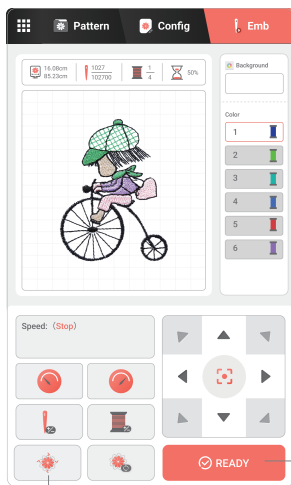 Pattern Config Emb
16.08cm 1027 1 50%
85.23cm 102700 4
Background
Color
1
2
3
4
5
6
Speed: (Stop)
READY